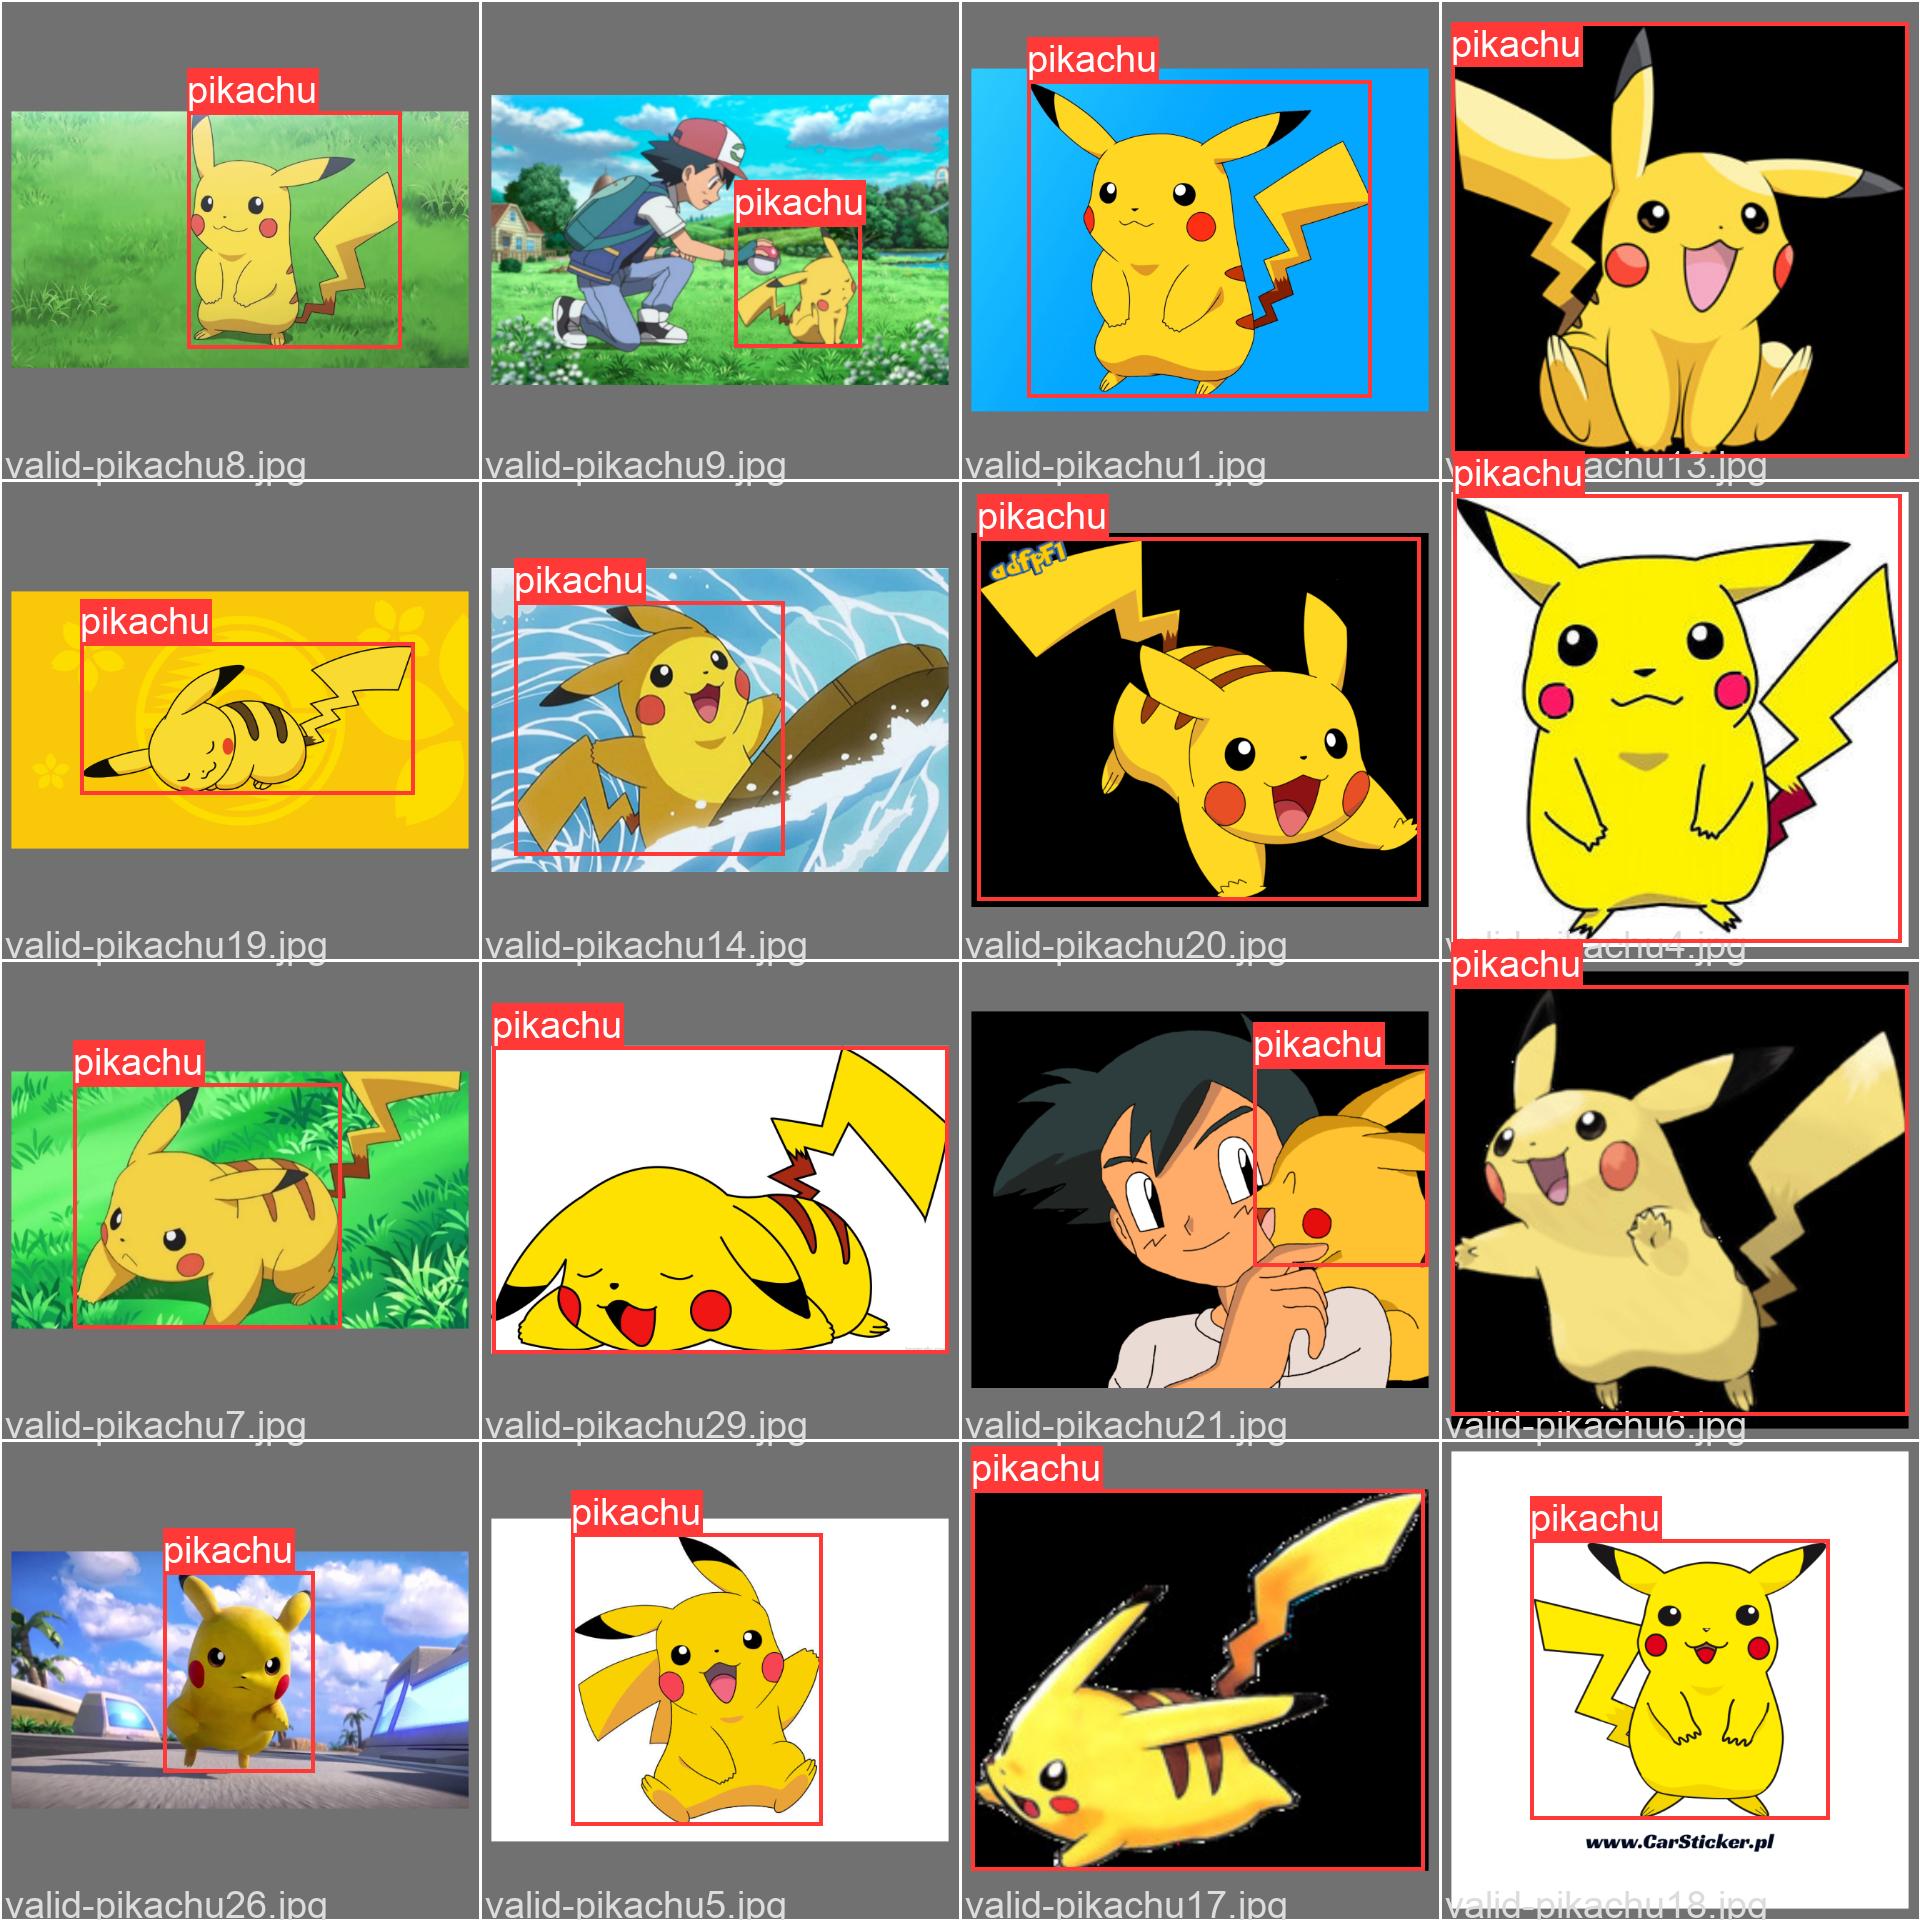 pikachu
pikachu
pikachu
pikachu
valid-pikachu8.jpg
valid-pikachu9.jpg
valid-pikachu1.jpg
achu13.jpg
pikachu
pikachu
pikachu
adfpF1
pikachu
valid-pikachu19.jpg
valid-pikachu14.jpg
valid-pikachu20.jpg
valid-pikachu4.jpg
pikachu
pikachu
pikachu
pikachu
valid-pikachu7.jpg
valid-pikachu29.jpg
valid-pikachu21.jpg
valid-pikachu6.jpg
pikachu
pikachu
pikachu
pikachu
www.CarSticker.pl
valid-pikachu26.jpg
valid-pikachu5.jpg
valid-pikachu17.jpg
valid-pikachu18.jpg